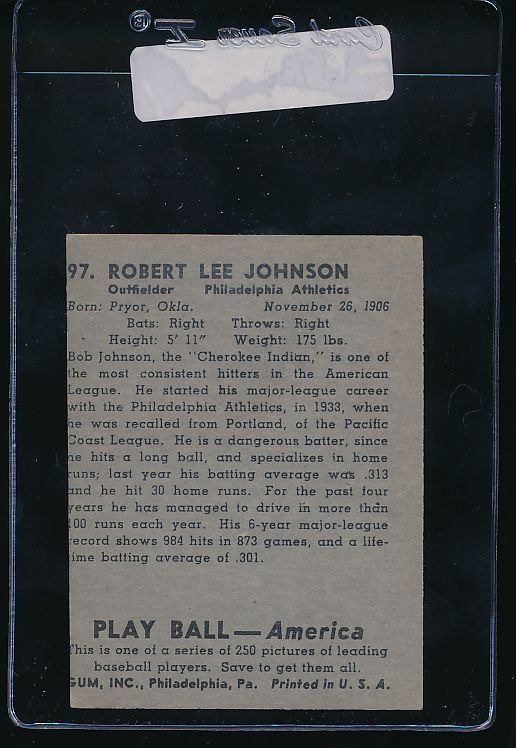 Card Saver I
97. ROBERT LEE JOHNSON
Outfielder Philadelphia Athletics
Born: Pryor, Okla. November 26, 1906
Bats: Right Throws: Right
Height: 5' 11" Weight: 175 lbs.
Bob Johnson, the "Cherokee Indian," is one of
the most consistent hitters in the American
League. He started his major-league career
with the Philadelphia Athletics, in 1933, when
he was recalled from Portland, of the Pacific
Coast League. He is a dangerous batter, since
he hits a long ball, and specializes in home
runs; last year his batting average was .313
and he hit 30 home runs. For the past four
years he has managed to drive in more than
00 runs each year. His 6-year major-league
ecord shows 984 hits in 873 games, and a life-
ime batting average of .301.
PLAY BALL—America
This is one of a series of 250 pictures of leading
baseball players. Save to get them all.
GUM, INC., Philadelphia, Pa. Printed in U. S. A.